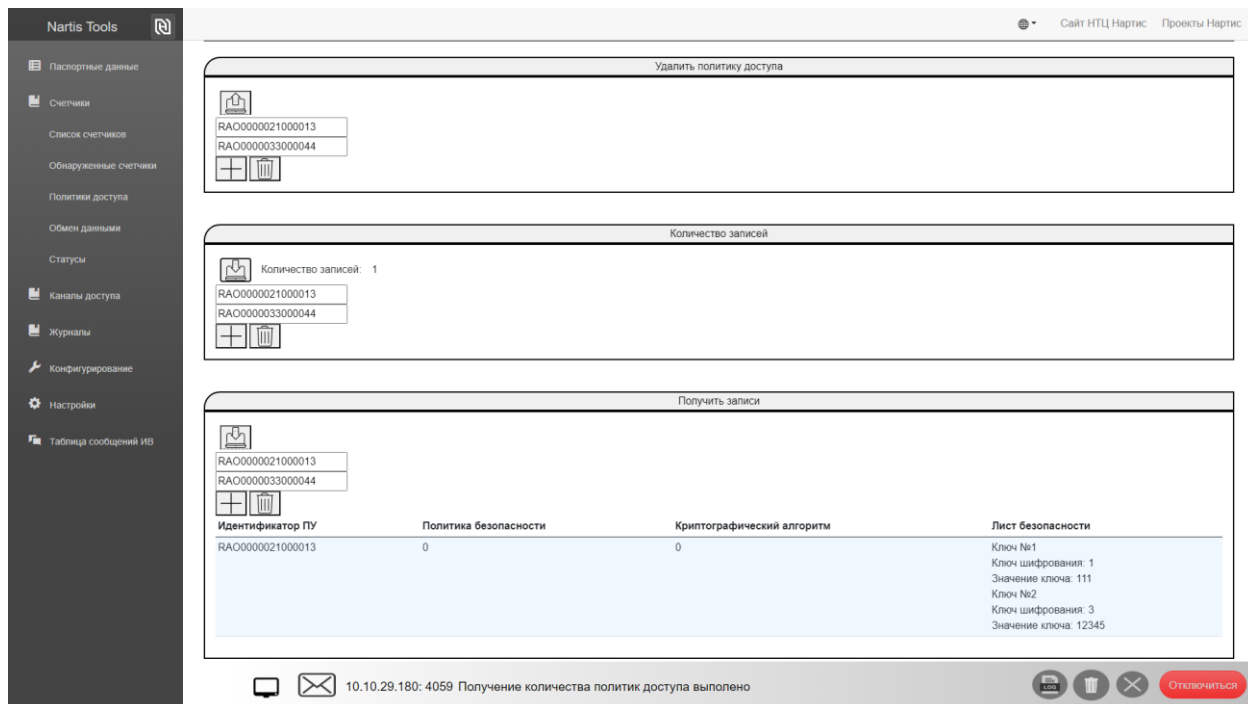 Nartis Tools
Сайт НТЦ Нартис Проекты Нартис
Паспортные данные
Счетчики
Список счетчиков
Обнаруженные счетчики
Политики доступа
Обмен данными
Статусы
Каналы доступа
Журналы
Конфигурирование
Настройки
Таблица сообщений ИВ
Удалить политику доступа
RAO0000021000013
RAO0000033000044
Количество записей
Количество записей: 1
RAO0000021000013
RAO0000033000044
Получить записи
RAO0000021000013
RAO0000033000044
Идентификатор ПУ Политика безопасности Криптографический алгоритм Лист безопасности
RAO0000021000013 0 0 Ключ №1
Ключ шифрования: 1
Значение ключа: 111
Ключ №2
Ключ шифрования: 3
Значение ключа: 12345
10.10.29.180: 4059 Получение количества политик доступа выполено
LOG
Отключиться